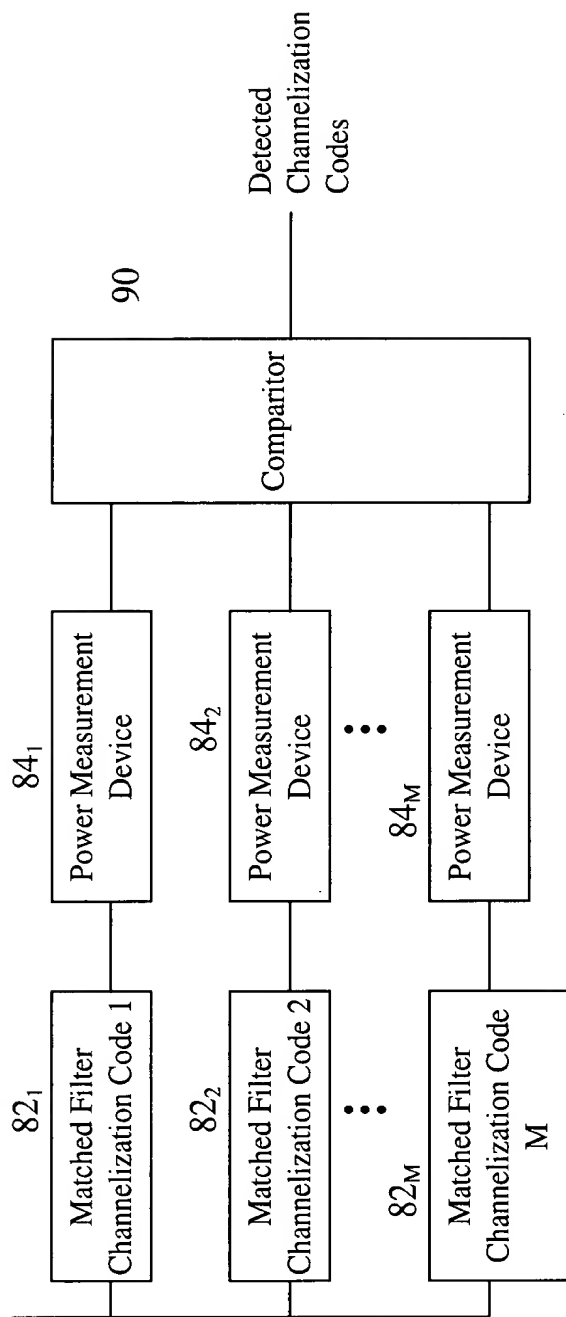 82₁
Matched Filter
Channelization Code 1
84₁
Power Measurement
Device
82₂
Matched Filter
Channelization Code 2
84₂
Power Measurement
Device
82M
Matched Filter
Channelization Code
M
84M
Power Measurement
Device
90
Comparitor
Detected
Channelization
Codes